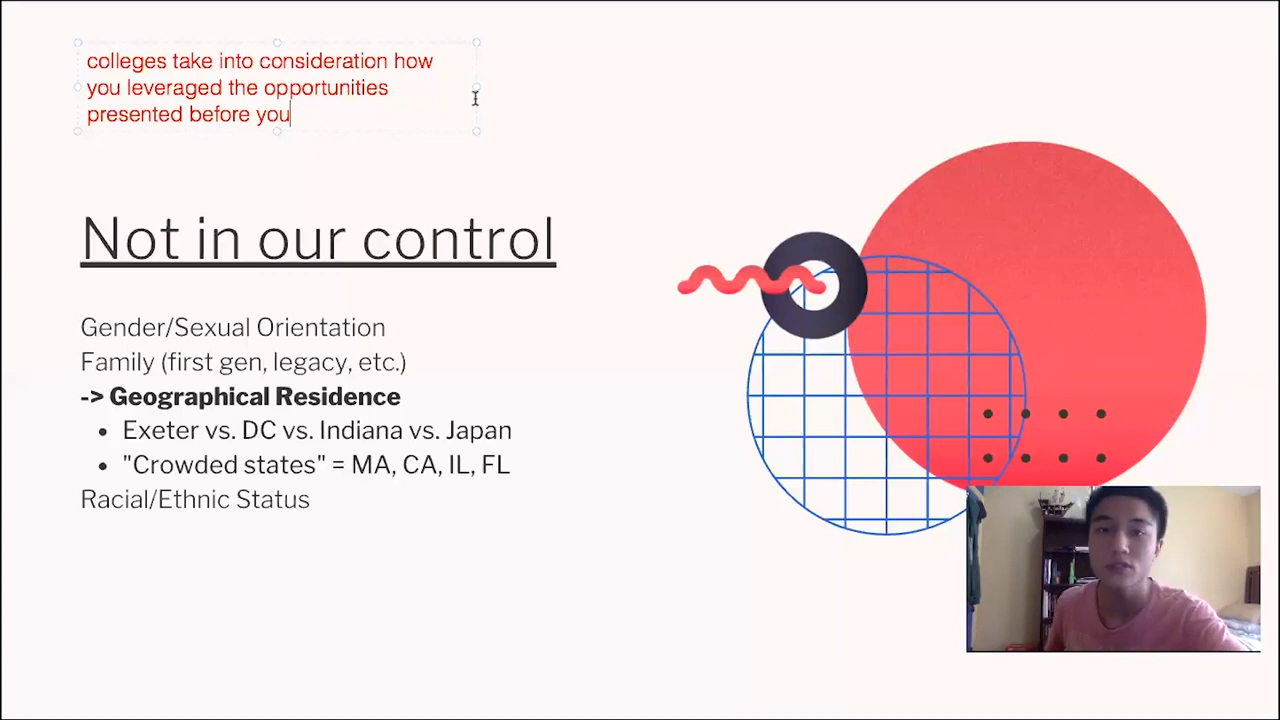 colleges take into consideration how
you leveraged the opportunities
presented before you
Not in our control
Gender/Sexual Orientation
Family (first gen, legacy, etc.)
-> Geographical Residence
• Exeter vs. DC vs. Indiana vs. Japan
• "Crowded states" = MA, CA, IL, FL
Racial/Ethnic Status